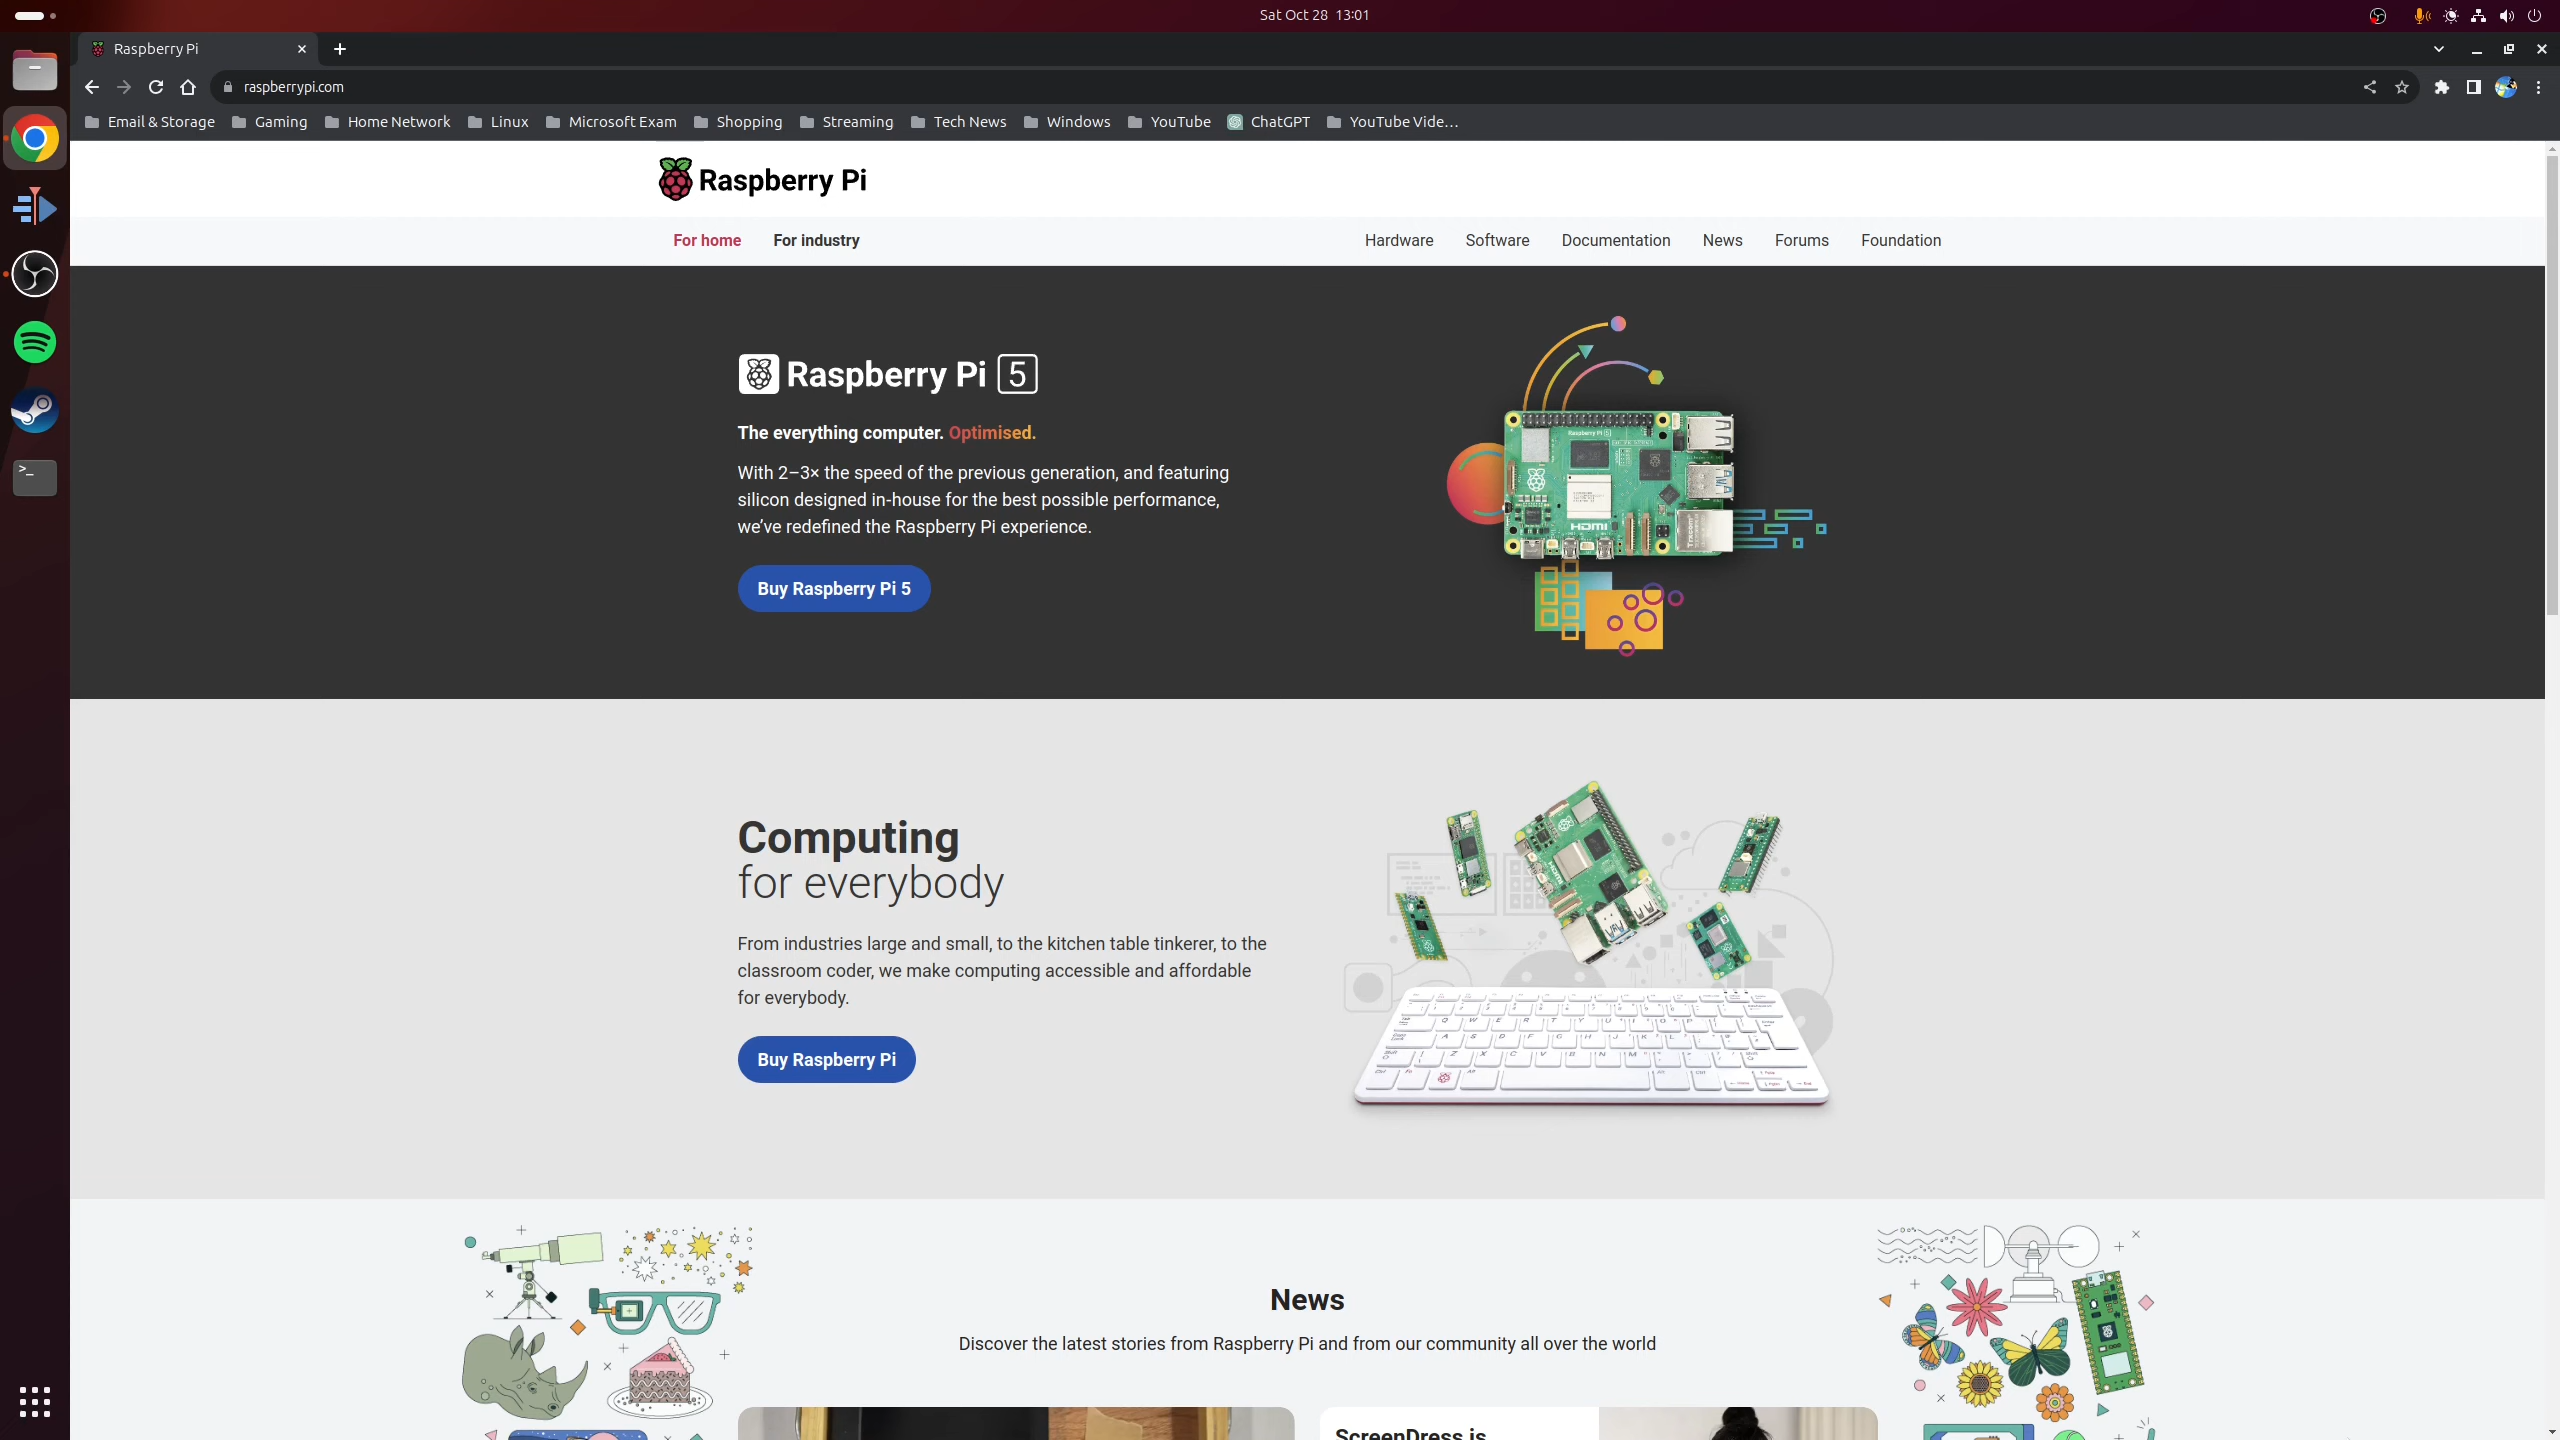 Sat Oct 28 13:01
Raspberry Pi
raspberrypi.com
Email & Storage Gaming Home Network Linux Microsoft Exam Shopping Streaming Tech News Windows YouTube ChatGPT YouTube Vide…
Raspberry Pi
For home For industry Hardware Software Documentation News Forums Foundation
Raspberry Pi 5
The everything computer. Optimised.
With 2–3× the speed of the previous generation, and featuring
silicon designed in-house for the best possible performance,
we’ve redefined the Raspberry Pi experience.
Buy Raspberry Pi 5
HDMI
Computing
for everybody
From industries large and small, to the kitchen table tinkerer, to the
classroom coder, we make computing accessible and affordable
for everybody.
Buy Raspberry Pi
News
Discover the latest stories from Raspberry Pi and from our community all over the world
ScreenDress is